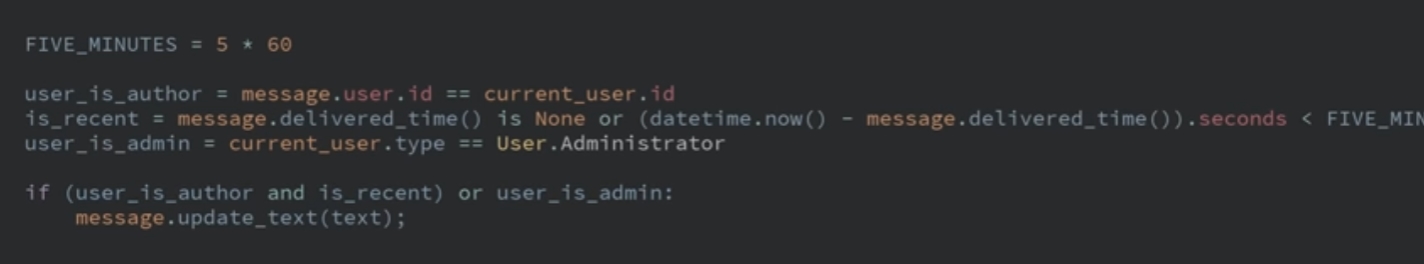 FIVE_MINUTES = 5 * 60
user_is_author = message.user.id == current_user.id
is_recent = message.delivered_time() is None or (datetime.now() - message.delivered_time()).seconds < FIVE_MIN
user_is_admin = current_user.type == User.Administrator
if (user_is_author and is_recent) or user_is_admin:
    message.update_text(text);